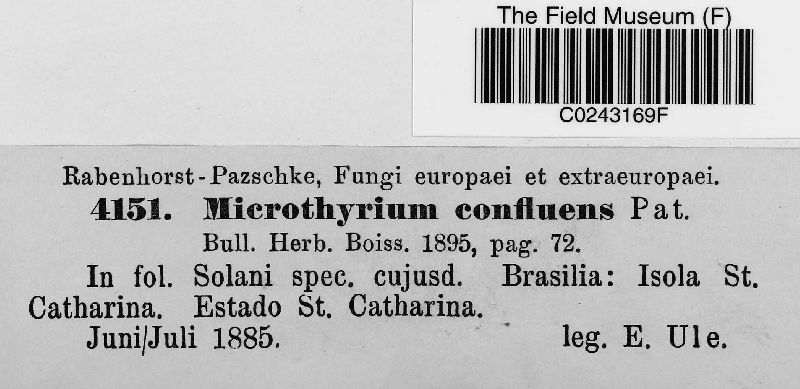 The Field Museum (F)
C0243169F
Rabenhorst-Pazschke, Fungi europaei et extraeuropaei.
4151. Microthyrium confluens Pat.
Bull. Herb. Boiss. 1895, pag. 72.
In fol. Solani spec. cujusd. Brasilia: Isola St.
Catharina. Estado St. Catharina.
Juni/Juli 1885. leg. E. Ule.